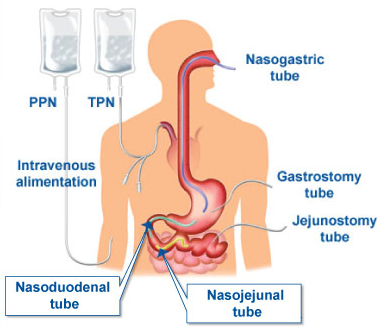 PPN
TPN
Nasogastric
tube
Intravenous
alimentation
Gastrostomy
tube
Jejunostomy
tube
Nasoduodenal
tube
Nasojejunal
tube